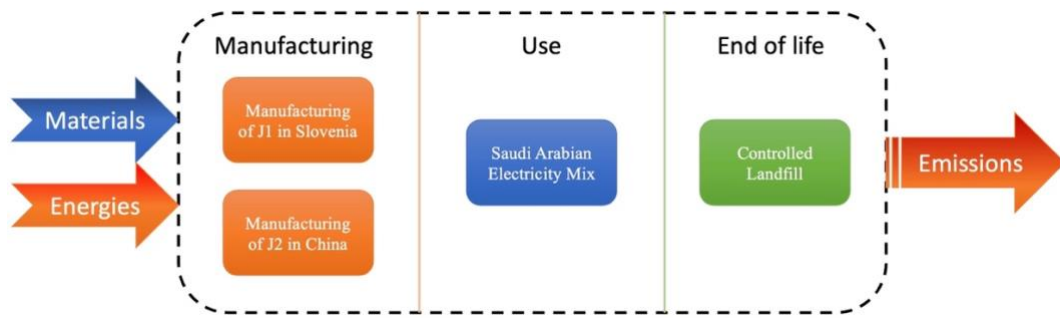 Manufacturing
Use
End of life
Materials
Energies
Manufacturing
of J1 in Slovenia
Manufacturing
of J2 in China
Saudi Arabian
Electricity Mix
Controlled
Landfill
Emissions